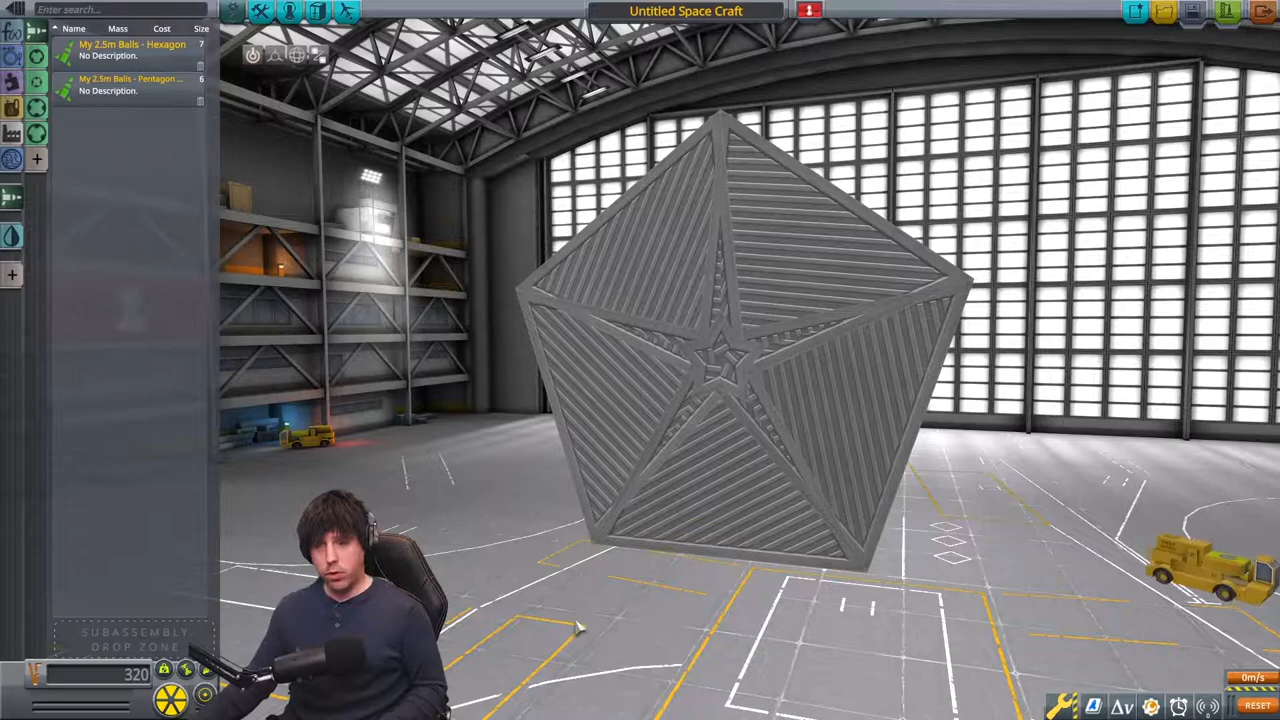 Enter search...
Untitled Space Craft
Name Mass Cost Size
My 2.5m Balls - Hexagon 7
No Description.
My 2.5m Balls - Pentagon ... 6
No Description.
SUBASSEMBLY
DROP ZONE
320
0m/s
Δv
RESET